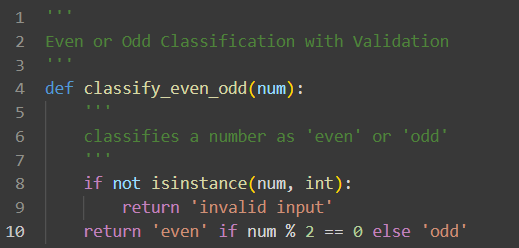 1 '''
2 Even or Odd Classification with Validation
3 '''
4 def classify_even_odd(num):
5     '''
6     classifies a number as 'even' or 'odd'
7     '''
8     if not isinstance(num, int):
9         return 'invalid input'
10     return 'even' if num % 2 == 0 else 'odd'